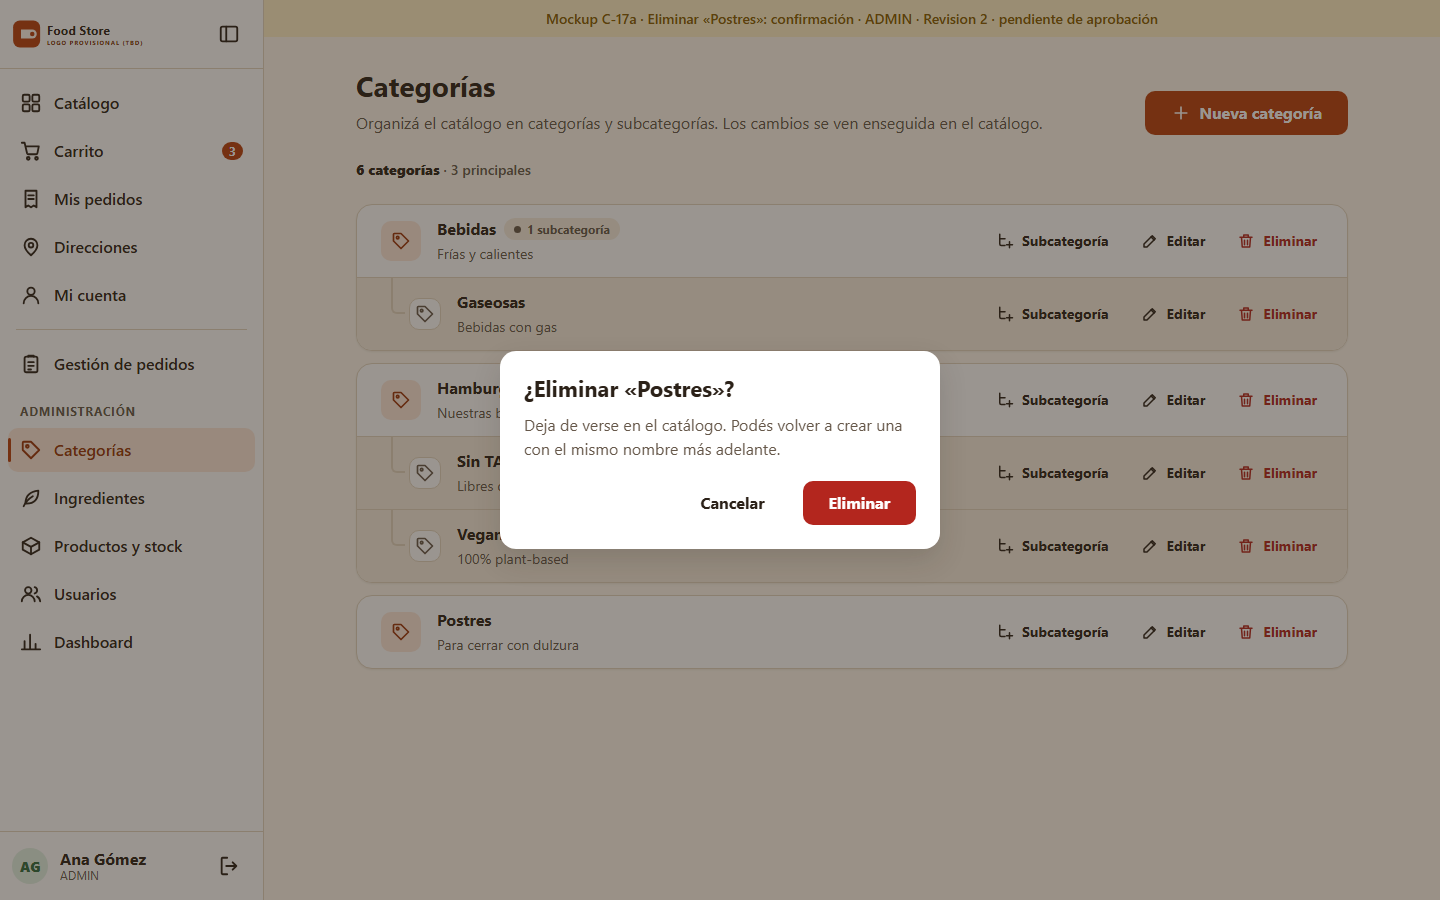 Food Store
LOGO PROVISIONAL (TBD)
Catálogo
Carrito 3
Mis pedidos
Direcciones
Mi cuenta
Gestión de pedidos
ADMINISTRACIÓN
Categorías
Ingredientes
Productos y stock
Usuarios
Dashboard
AG
Ana Gómez
ADMIN
Mockup C-17a · Eliminar «Postres»: confirmación · ADMIN · Revision 2 · pendiente de aprobación
Categorías
Organizá el catálogo en categorías y subcategorías. Los cambios se ven enseguida en el catálogo.
Nueva categoría
6 categorías · 3 principales
Bebidas 1 subcategoría
Frías y calientes
Subcategoría Editar Eliminar
Gaseosas
Bebidas con gas
Subcategoría Editar Eliminar
Hambur
Nuestras
Subcategoría Editar Eliminar
Sin TA
Libres
Subcategoría Editar Eliminar
Vegan
100% plant-based
Subcategoría Editar Eliminar
Postres
Para cerrar con dulzura
Subcategoría Editar Eliminar
¿Eliminar «Postres»?
Deja de verse en el catálogo. Podés volver a crear una
con el mismo nombre más adelante.
Cancelar Eliminar